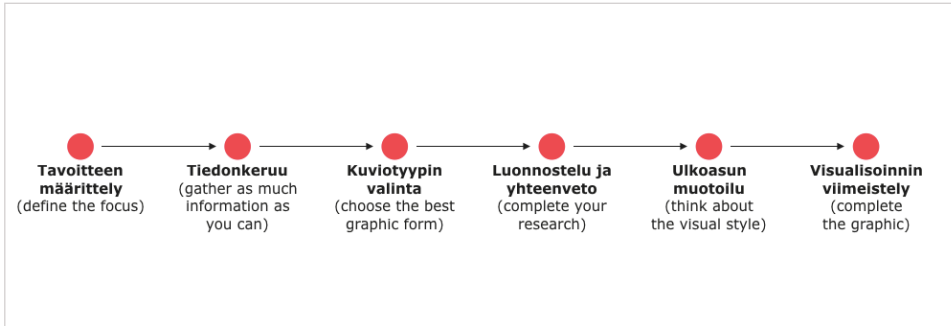 Tavoitteen
määrittely
(define the focus)
Tiedonkeruu
(gather as much
information as
you can)
Kuviotyypin
valinta
(choose the best
graphic form)
Luonnostelu ja
yhteenveto
(complete your
research)
Ulkoasun
muotoilu
(think about
the visual style)
Visualisoinnin
viimeistely
(complete
the graphic)